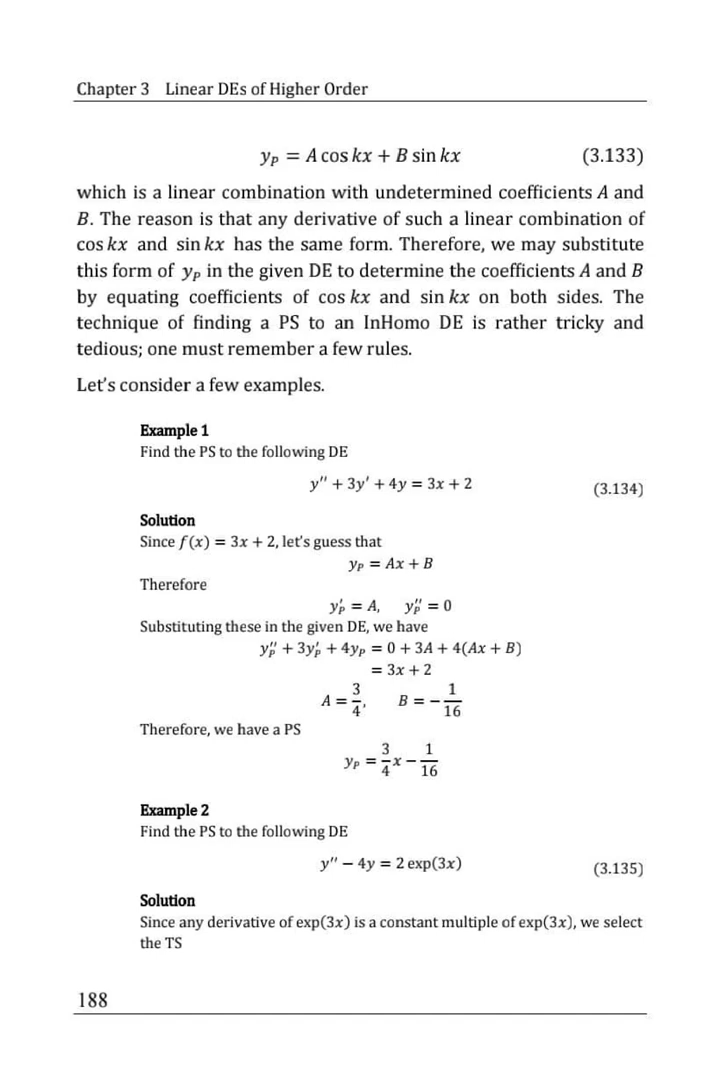 Chapter 3 Linear DEs of Higher Order
y_P = A cos kx + B sin kx (3.133)
which is a linear combination with undetermined coefficients A and
B. The reason is that any derivative of such a linear combination of
cos kx and sin kx has the same form. Therefore, we may substitute
this form of y_P in the given DE to determine the coefficients A and B
by equating coefficients of cos kx and sin kx on both sides. The
technique of finding a PS to an InHomo DE is rather tricky and
tedious; one must remember a few rules.
Let's consider a few examples.
Example 1
Find the PS to the following DE
y'' + 3y' + 4y = 3x + 2 (3.134)
Solution
Since f(x) = 3x + 2, let's guess that
y_P = Ax + B
Therefore
y_P' = A, y_P'' = 0
Substituting these in the given DE, we have
y_P'' + 3y_P' + 4y_P = 0 + 3A + 4(Ax + B)
= 3x + 2
A = 3/4, B = −1/16
Therefore, we have a PS
y_P = 3/4 x − 1/16
Example 2
Find the PS to the following DE
y'' − 4y = 2 exp(3x) (3.135)
Solution
Since any derivative of exp(3x) is a constant multiple of exp(3x), we select
the TS
188